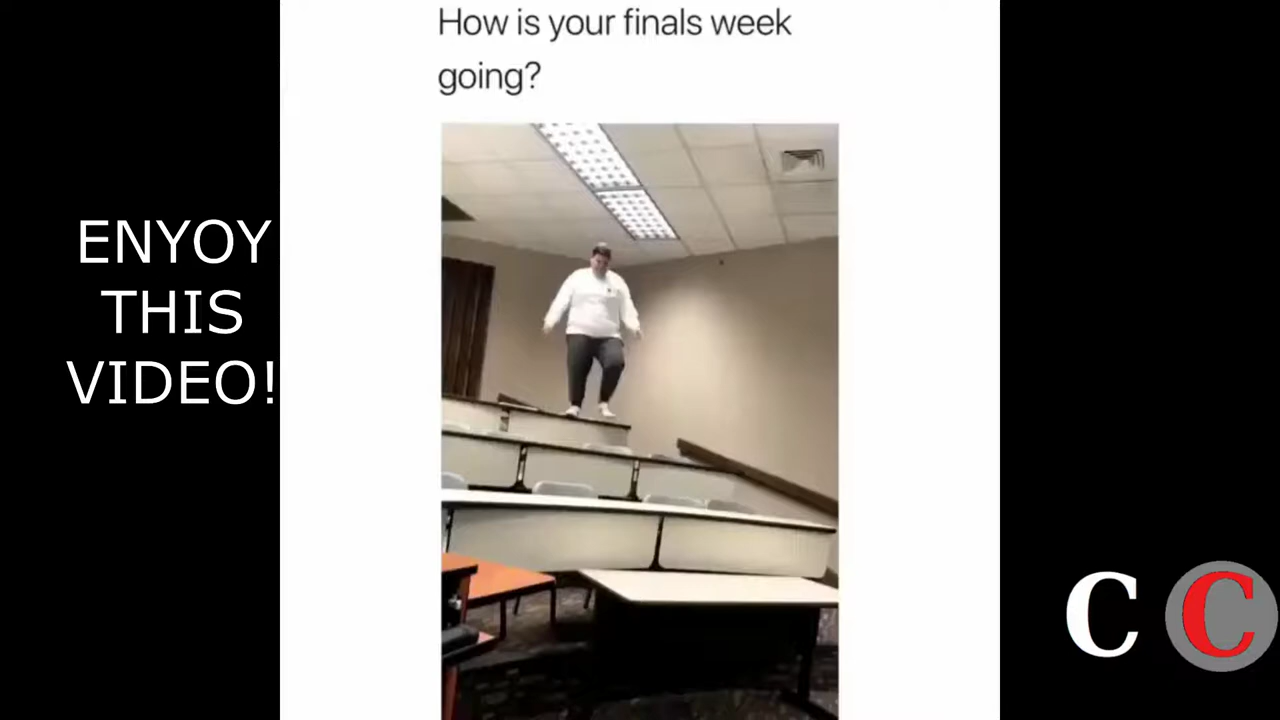 How is your finals week
going?
ENYOY
THIS
VIDEO!
C C